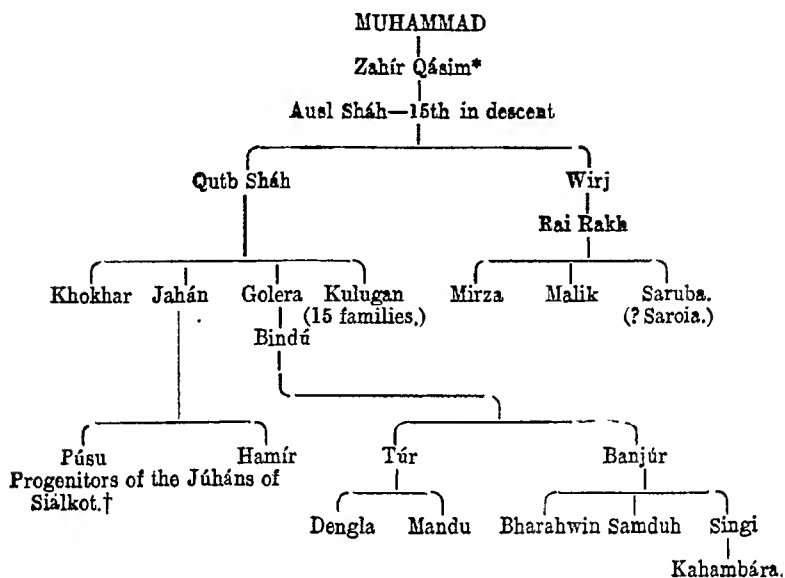 MUHAMMAD
Zahír Qásim*
Ausl Sháh—15th in descent
Qutb Sháh Wirj
Rai Rakh
Khokhar Jahán Golera Kulugan Mirza Malik Saruba.
(15 families.) (? Saroia.)
Bindú
Púsu Hamír Túr Banjúr
Progenitors of the Júháns of
Siálkot.†
Dengla Mandu Bharahwin Samduh Singi
Kahambára.